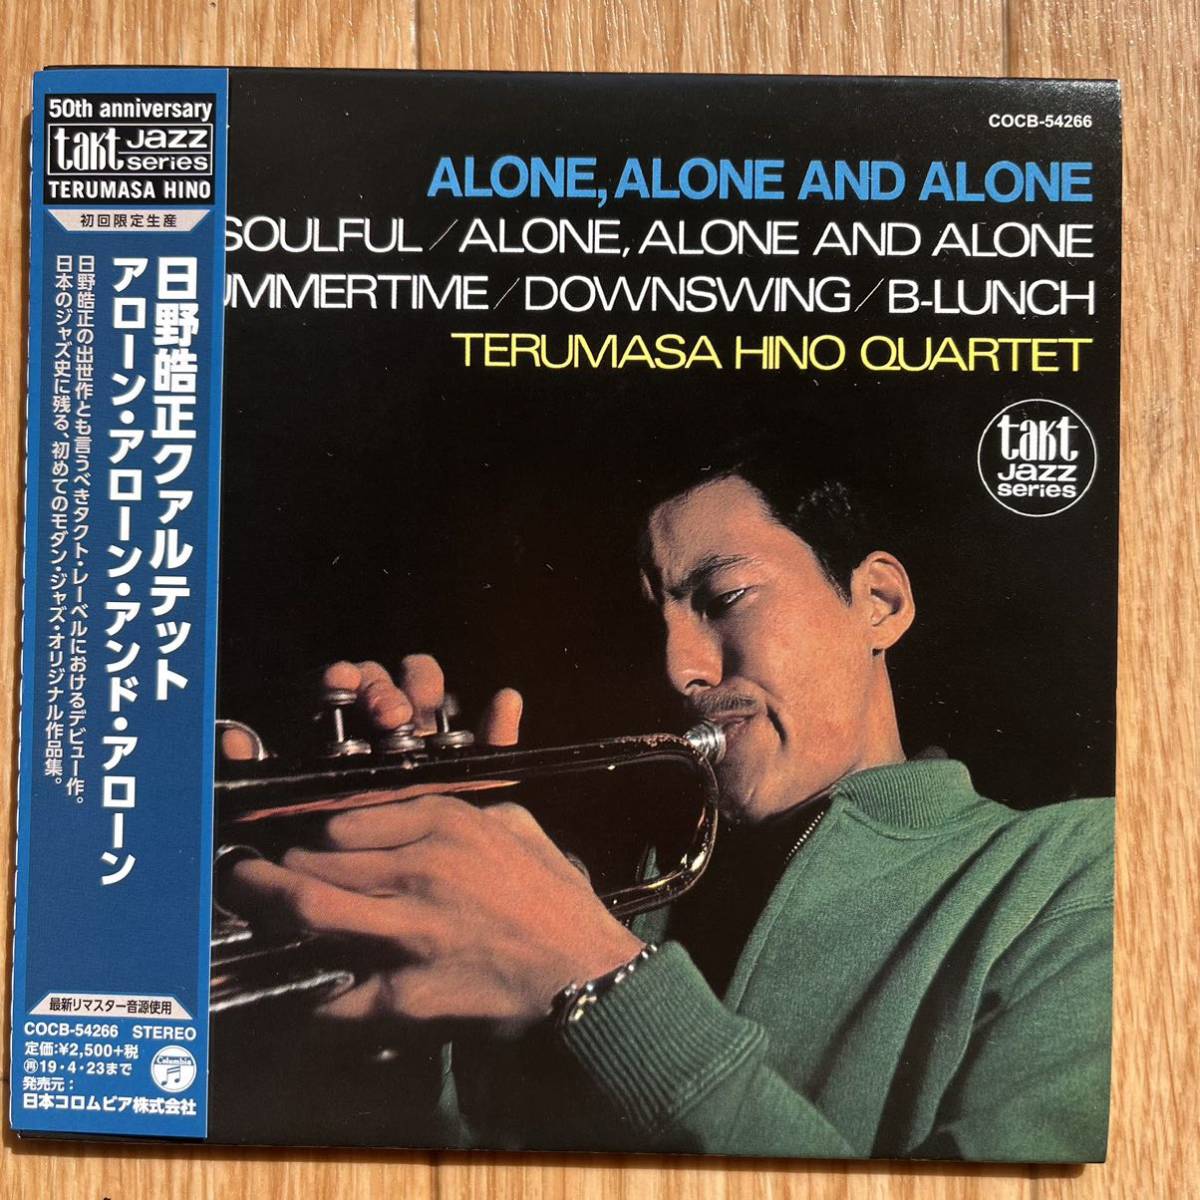 50th anniversary
takt Jazz series
TERUMASA HINO
初回限定生産
日野皓正クァルテット
アローン・アローン・アンド・アローン
日野皓正の出世作とも言うべきタクト・レーベルにおけるデビュー作。
日本のジャズ史に残る、初めてのモダン・ジャズ・オリジナル作品集。
最新リマスター音源使用
COCB-54266 STEREO
定価:¥2,500+税
再19・4・23まで
発売元:
日本コロムビア株式会社
Columbia
COCB-54266
ALONE, ALONE AND ALONE
SOULFUL / ALONE, ALONE AND ALONE
UMMERTIME / DOWNSWING / B-LUNCH
TERUMASA HINO QUARTET
takt
Jazz
series